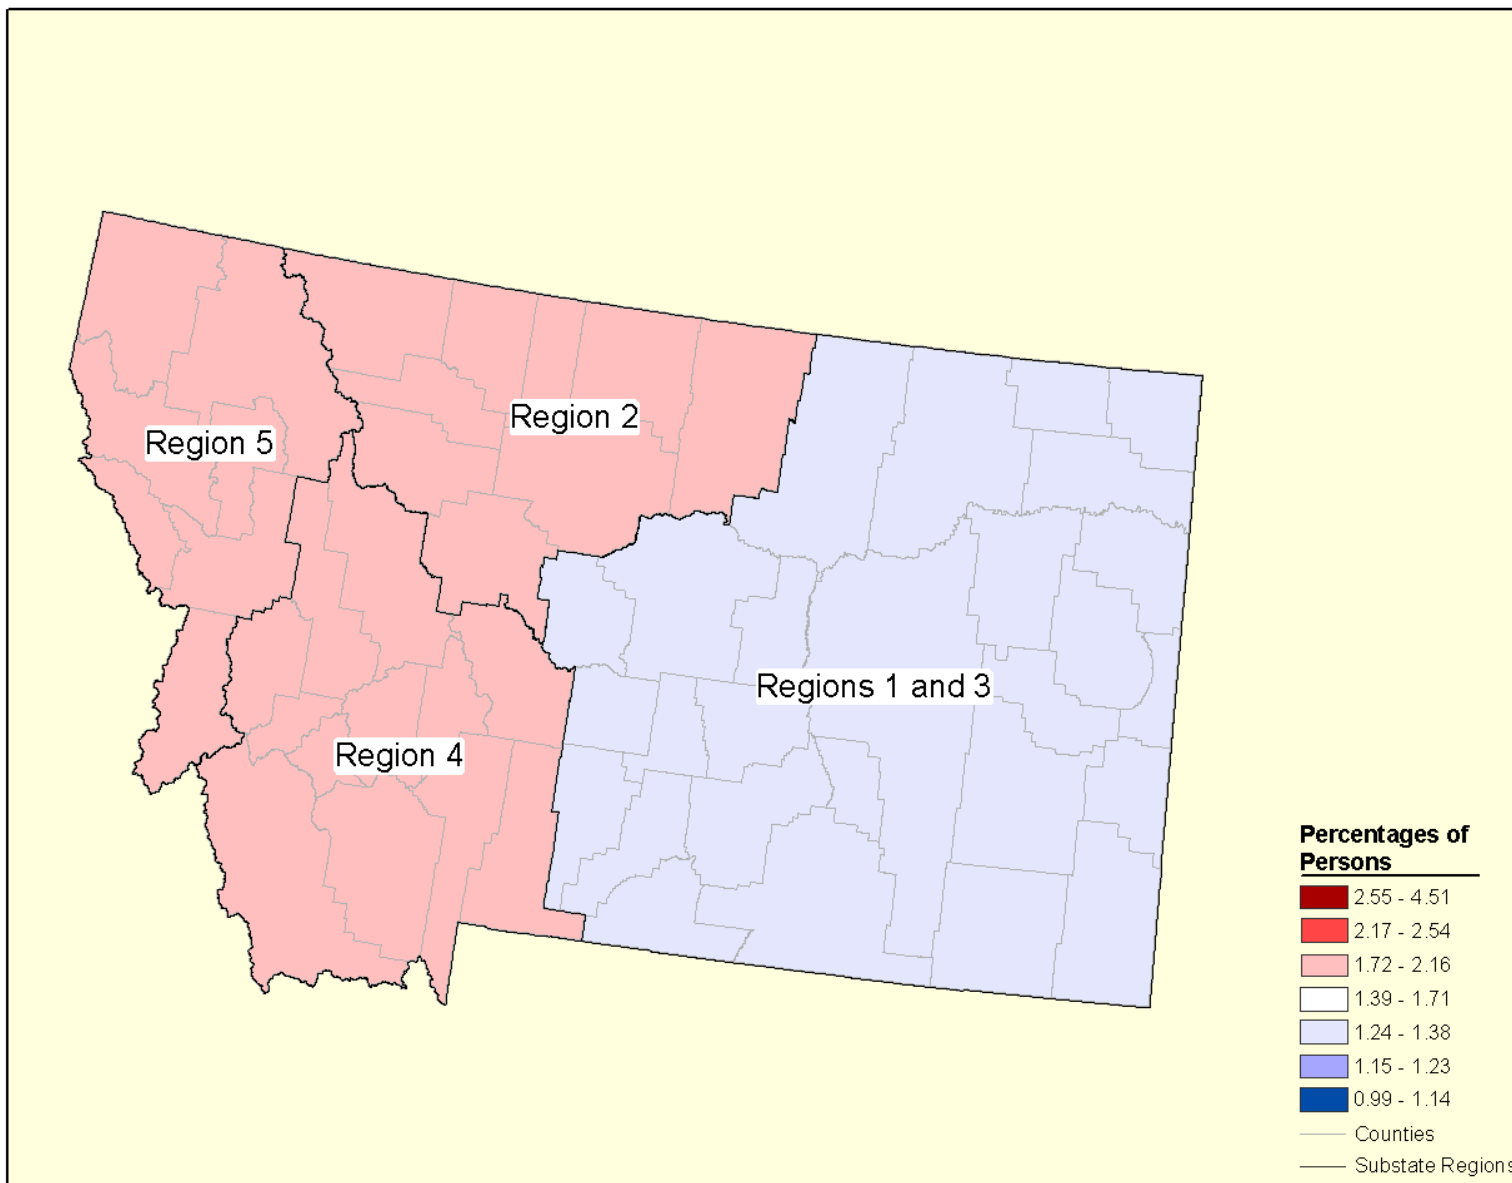 Region 2
Region 5
Regions 1 and 3
Region 4
Percentages of
Persons
2.55 - 4.51
2.17 - 2.54
1.72 - 2.16
1.39 - 1.71
1.24 - 1.38
1.15 - 1.23
0.99 - 1.14
Counties
Substate Regions